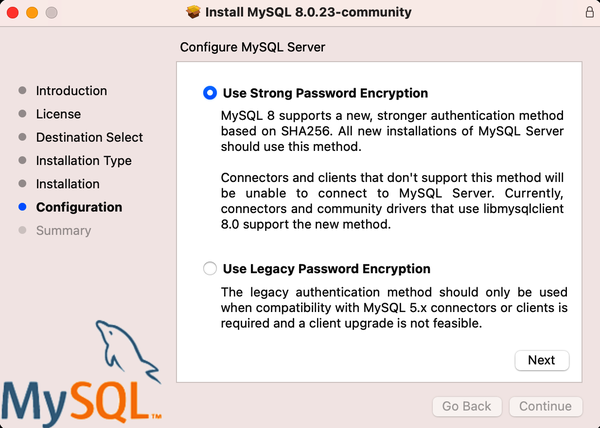 Install MySQL 8.0.23-community
Configure MySQL Server
Introduction
License
Destination Select
Installation Type
Installation
Configuration
Summary
Use Strong Password Encryption
MySQL 8 supports a new, stronger authentication method
based on SHA256. All new installations of MySQL Server
should use this method.
Connectors and clients that don't support this method will
be unable to connect to MySQL Server. Currently,
connectors and community drivers that use libmysqlclient
8.0 support the new method.
Use Legacy Password Encryption
The legacy authentication method should only be used
when compatibility with MySQL 5.x connectors or clients is
required and a client upgrade is not feasible.
Next
MySQL™
Go Back
Continue